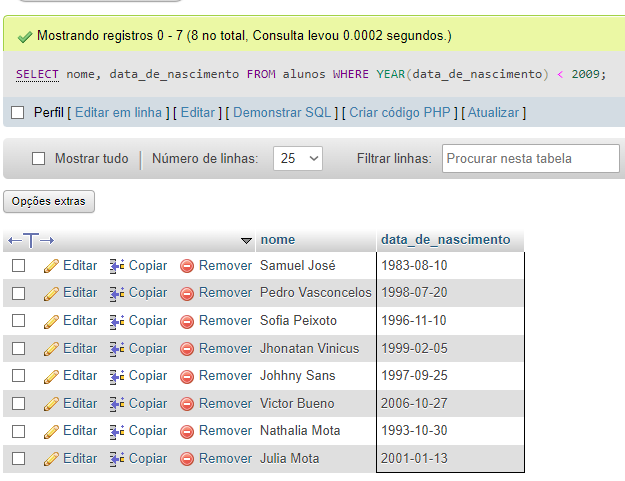 Mostrando registros 0 - 7 (8 no total, Consulta levou 0.0002 segundos.)
SELECT nome, data_de_nascimento FROM alunos WHERE YEAR(data_de_nascimento) < 2009;
Perfil [ Editar em linha ] [ Editar ] [ Demonstrar SQL ] [ Criar código PHP ] [ Atualizar ]
Mostrar tudo | Número de linhas: 25 Filtrar linhas: Procurar nesta tabela
Opções extras
←T→ nome data_de_nascimento
Editar Copiar Remover Samuel José 1983-08-10
Editar Copiar Remover Pedro Vasconcelos 1998-07-20
Editar Copiar Remover Sofia Peixoto 1996-11-10
Editar Copiar Remover Jhonatan Vinicus 1999-02-05
Editar Copiar Remover Johhny Sans 1997-09-25
Editar Copiar Remover Victor Bueno 2006-10-27
Editar Copiar Remover Nathalia Mota 1993-10-30
Editar Copiar Remover Julia Mota 2001-01-13